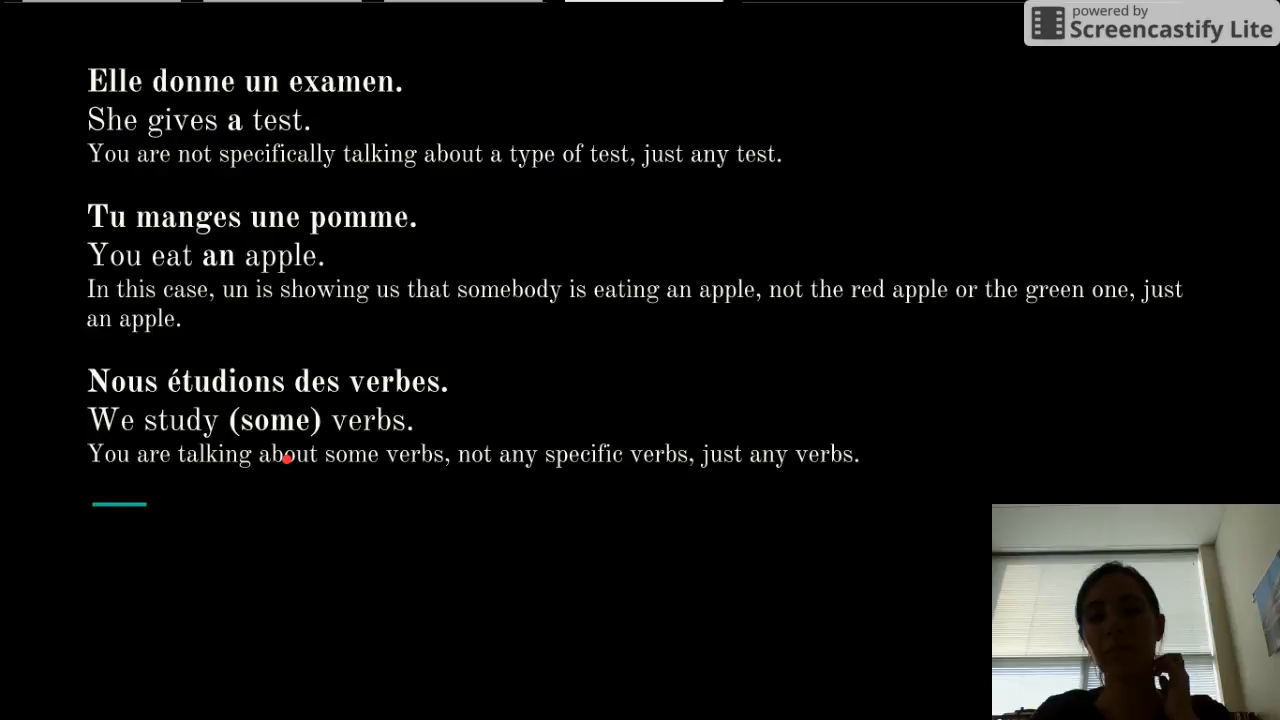 powered by
Screencastify Lite
Elle donne un examen.
She gives a test.
You are not specifically talking about a type of test, just any test.
Tu manges une pomme.
You eat an apple.
In this case, un is showing us that somebody is eating an apple, not the red apple or the green one, just
an apple.
Nous étudions des verbes.
We study (some) verbs.
You are talking about some verbs, not any specific verbs, just any verbs.